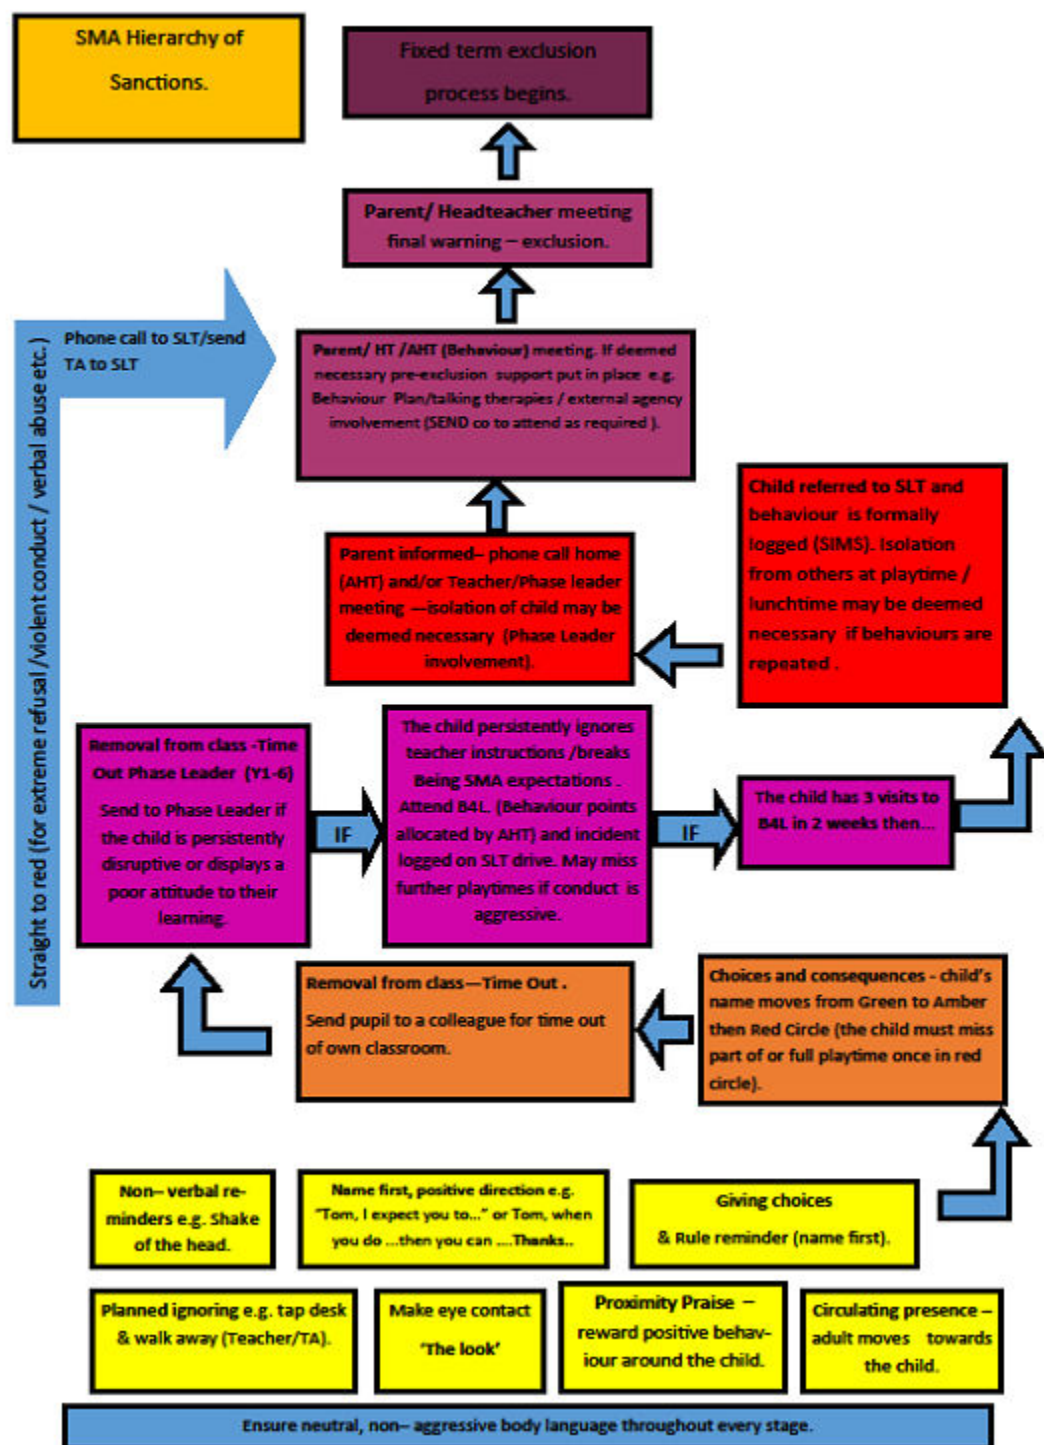 SMA Hierarchy of
Sanctions.
Fixed term exclusion
process begins.
Parent/ Headteacher meeting
final warning – exclusion.
Phone call to SLT/send
TA to SLT
Straight to red (for extreme refusal /violent conduct / verbal abuse etc.)
Parent/ HT /AHT (Behaviour) meeting. If deemed
necessary pre-exclusion support put in place e.g.
Behaviour Plan/talking therapies / external agency
involvement (SEND co to attend as required ).
Child referred to SLT and
behaviour is formally
logged (SIMS). Isolation
from others at playtime /
lunchtime may be deemed
necessary if behaviours are
repeated .
Parent informed– phone call home
(AHT) and/or Teacher/Phase leader
meeting —isolation of child may be
deemed necessary (Phase Leader
involvement).
Removal from class -Time
Out Phase Leader (Y1-6)
Send to Phase Leader if
the child is persistently
disruptive or displays a
poor attitude to their
learning.
IF
The child persistently ignores
teacher instructions /breaks
Being SMA expectations .
Attend B4L. (Behaviour points
allocated by AHT) and incident
logged on SLT drive. May miss
further playtimes if conduct is
aggressive.
IF
The child has 3 visits to
B4L in 2 weeks then...
Removal from class—Time Out .
Send pupil to a colleague for time out
of own classroom.
Choices and consequences - child's
name moves from Green to Amber
then Red Circle (the child must miss
part of or full playtime once in red
circle).
Non– verbal re-
minders e.g. Shake
of the head.
Name first, positive direction e.g.
"Tom, I expect you to..." or Tom, when
you do ...then you can ....Thanks..
Giving choices
& Rule reminder (name first).
Planned ignoring e.g. tap desk
& walk away (Teacher/TA).
Make eye contact
'The look'
Proximity Praise –
reward positive behav-
iour around the child.
Circulating presence –
adult moves towards
the child.
Ensure neutral, non– aggressive body language throughout every stage.